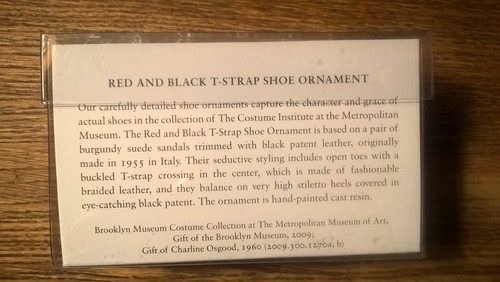 RED AND BLACK T-STRAP SHOE ORNAMENT
Our carefully detailed shoe ornaments capture the character and grace of
actual shoes in the collection of The Costume Institute at the Metropolitan
Museum. The Red and Black T-Strap Shoe Ornament is based on a pair of
burgundy suede sandals trimmed with black patent leather, originally
made in 1955 in Italy. Their seductive styling includes open toes with a
buckled T-strap crossing in the center, which is made of fashionable
braided leather, and they balance on very high stiletto heels covered in
eye-catching black patent. The ornament is hand-painted cast resin.
Brooklyn Museum Costume Collection at The Metropolitan Museum of Art,
Gift of the Brooklyn Museum, 2009;
Gift of Charline Osgood, 1960 (2009.300.1270a, b)